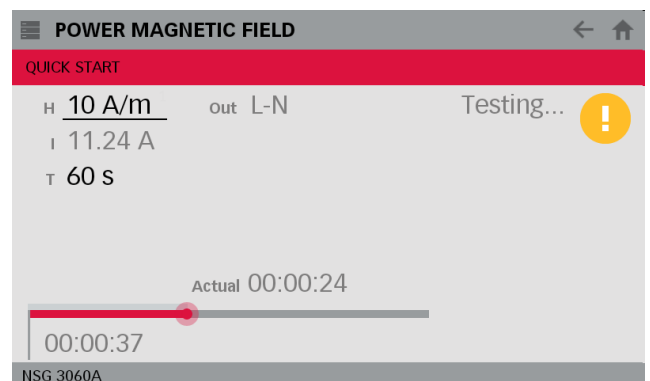 POWER MAGNETIC FIELD
QUICK START
H 10 A/m Out L-N Testing... !
I 11.24 A
T 60 s
Actual 00:00:24
00:00:37
NSG 3060A